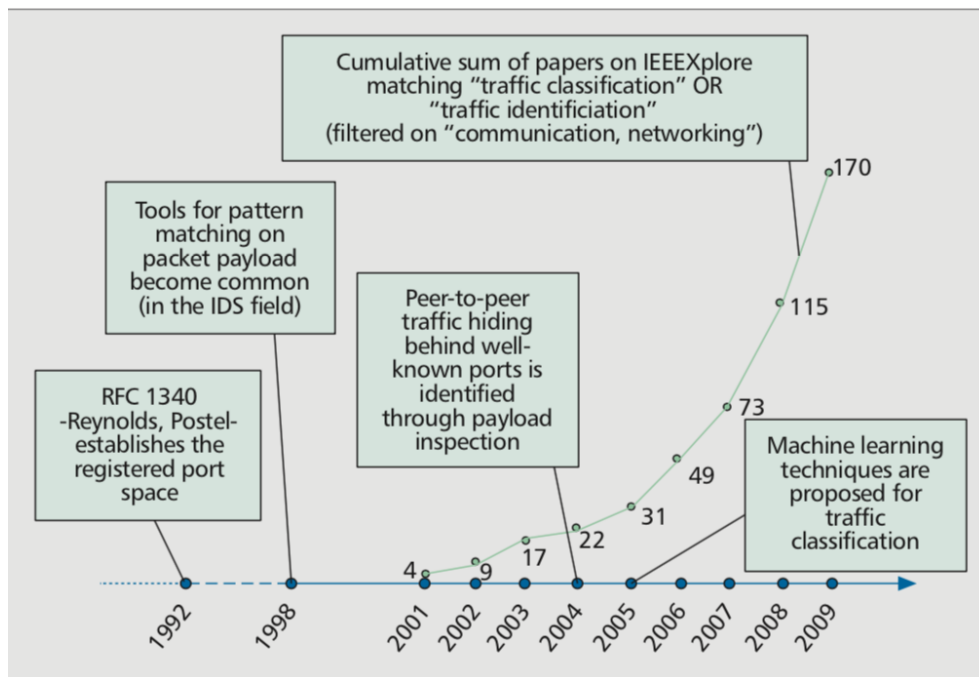 Cumulative sum of papers on IEEEXplore
matching “traffic classification” OR
“traffic identificiation”
(filtered on “communication, networking”)
170
Tools for pattern
matching on
packet payload
become common
(in the IDS field)
Peer-to-peer
traffic hiding
behind well-
known ports is
identified
through payload
inspection
115
RFC 1340
-Reynolds, Postel-
establishes the
registered port
space
73
Machine learning
techniques are
proposed for
traffic
classification
49
31
22
17
9
4
1992
1998
2001
2002
2003
2004
2005
2006
2007
2008
2009